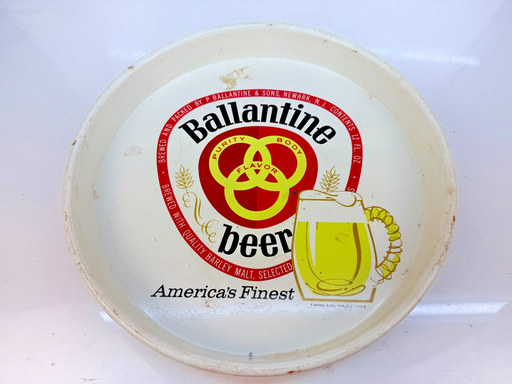 BREWED AND PACKED BY P. BALLANTINE & SONS, NEWARK, N. J. CONTENTS 12 FL. OZ.
Ballantine
PURITY BODY
FLAVOR
beer
BREWED WITH QUALITY BARLEY MALT, SELECTED
America's Finest